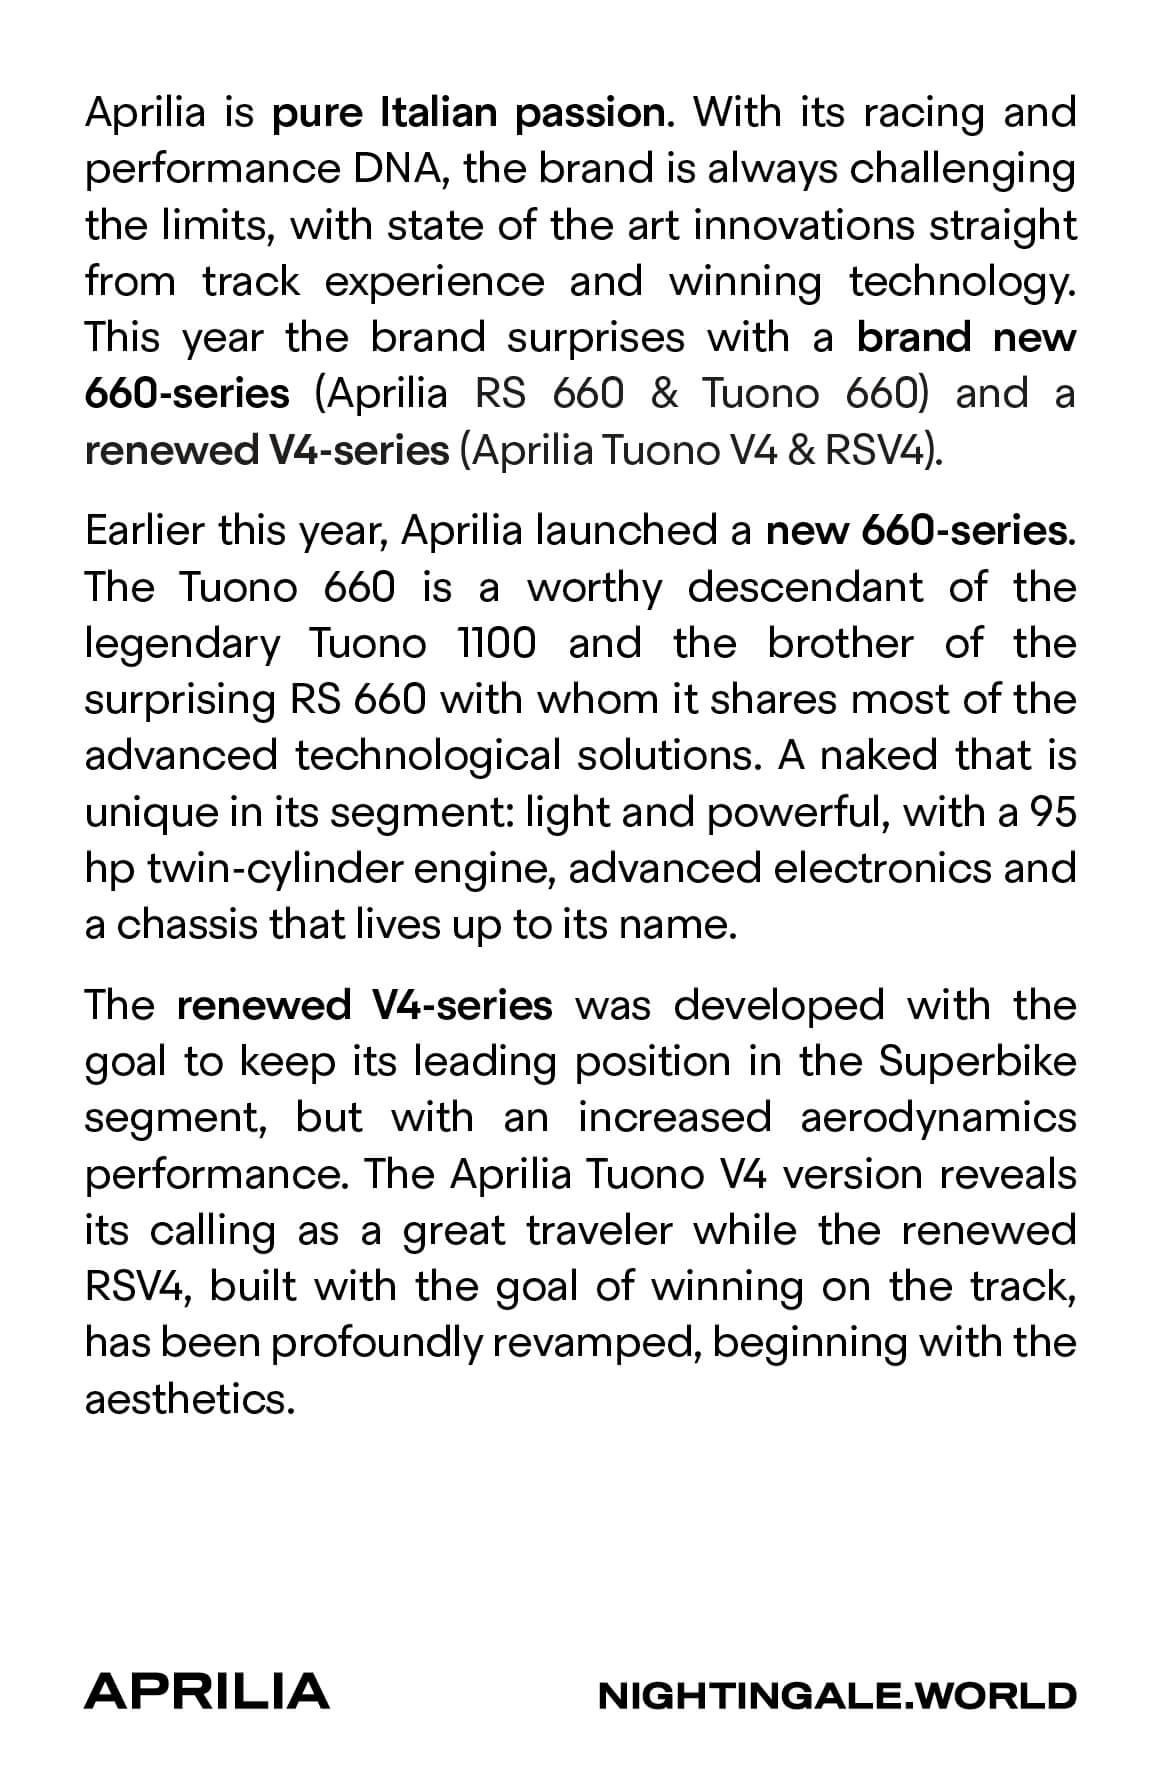 Aprilia is pure Italian passion. With its racing and
performance DNA, the brand is always challenging
the limits, with state of the art innovations straight
from track experience and winning technology.
This year the brand surprises with a brand new
660-series (Aprilia RS 660 & Tuono 660) and a
renewed V4-series (Aprilia Tuono V4 & RSV4).
Earlier this year, Aprilia launched a new 660-series.
The Tuono 660 is a worthy descendant of the
legendary Tuono 1100 and the brother of the
surprising RS 660 with whom it shares most of the
advanced technological solutions. A naked that is
unique in its segment: light and powerful, with a 95
hp twin-cylinder engine, advanced electronics and
a chassis that lives up to its name.
The renewed V4-series was developed with the
goal to keep its leading position in the Superbike
segment, but with an increased aerodynamics
performance. The Aprilia Tuono V4 version reveals
its calling as a great traveler while the renewed
RSV4, built with the goal of winning on the track,
has been profoundly revamped, beginning with the
aesthetics.
APRILIA
NIGHTINGALE.WORLD